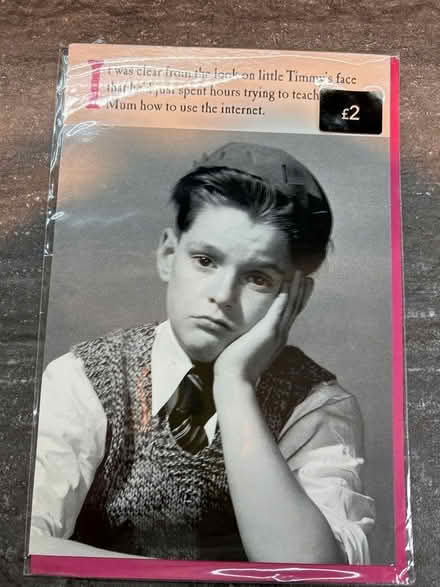 It was clear from the look on little Timmy's face
that he'd just spent hours trying to teach
Mum how to use the internet.
£2